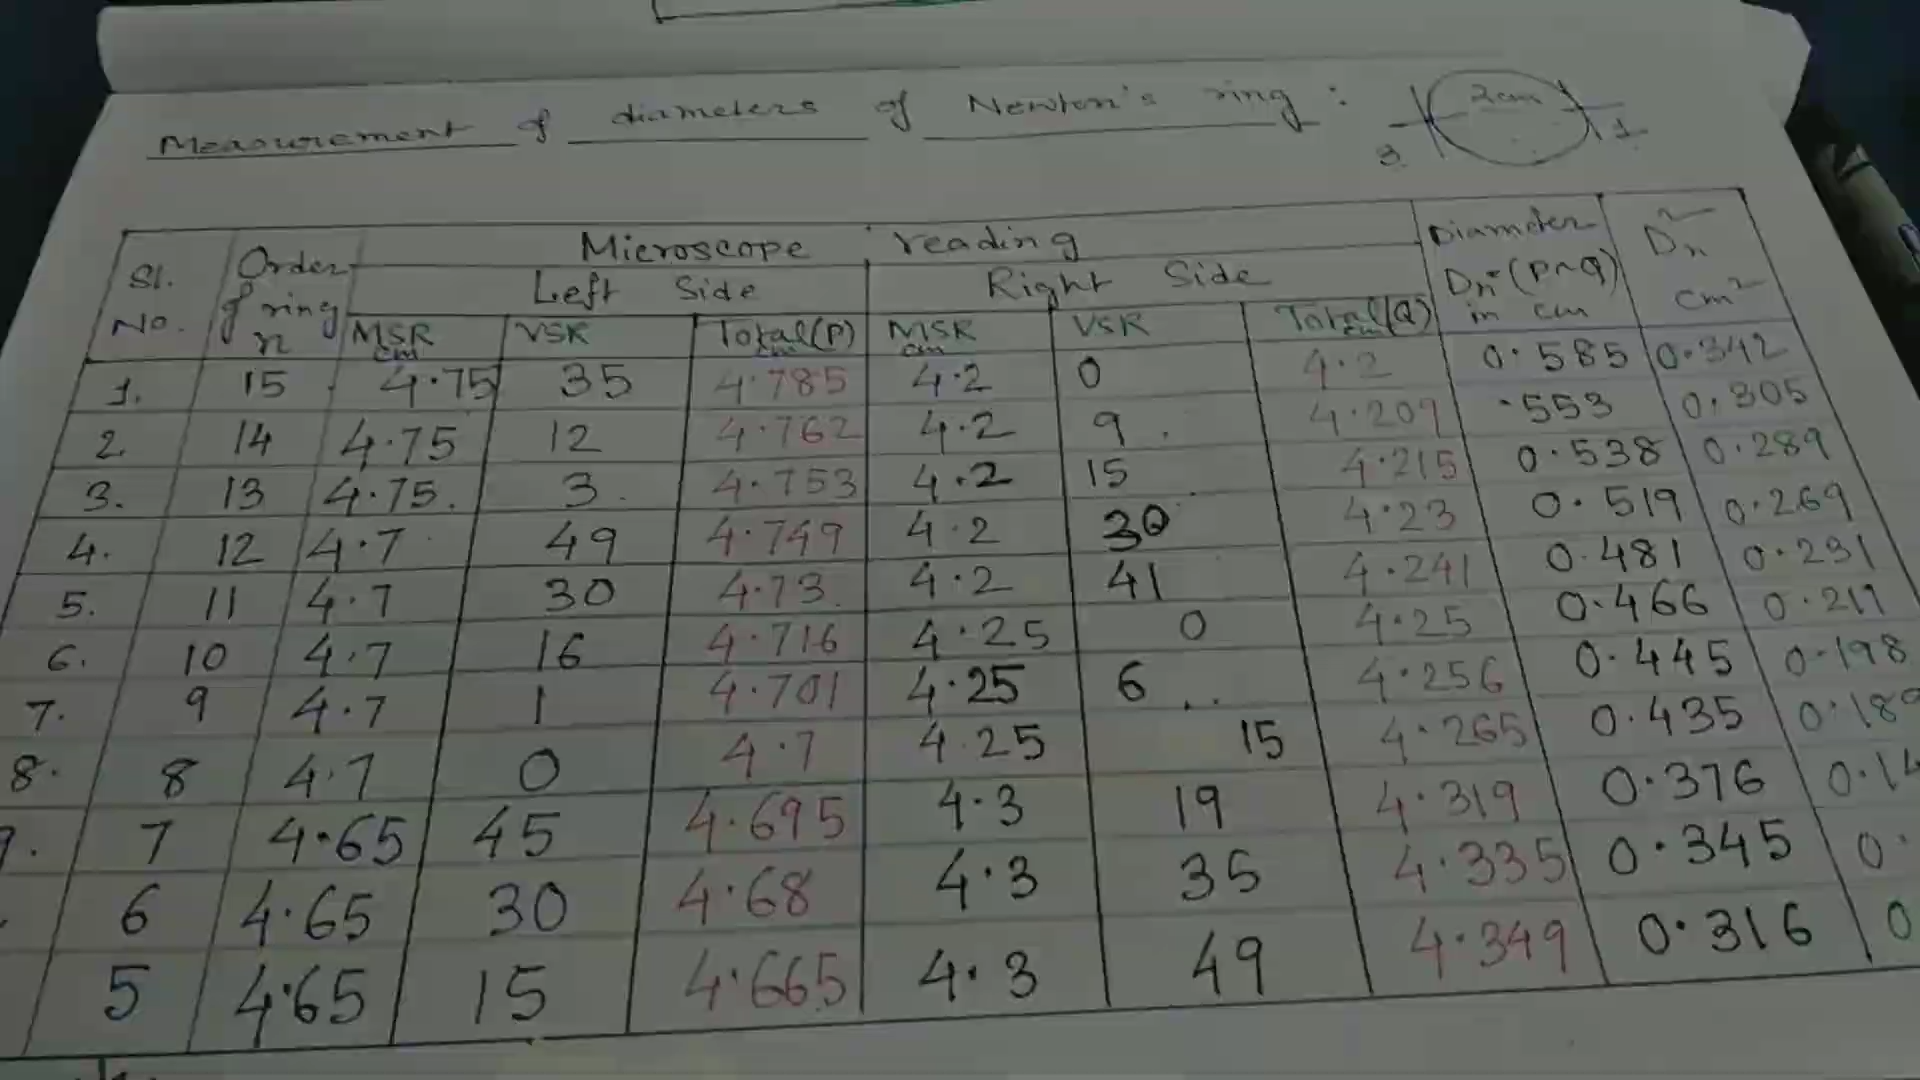 Measurement of diameters of Newton's ring :
2cm
3. 1.
Sl. No. Order of ring n Microscope reading Diameter Dn = (P~Q) in cm Dn² cm²
Left Side Right Side
MSR cm VSR Total(P) cm MSR cm VSR Total(Q) cm
1. 15 4.75 35 4.785 4.2 0 4.2 0.585 0.342
2. 14 4.75 12 4.762 4.2 9 4.209 .553 0.305
3. 13 4.75 3 4.753 4.2 15 4.215 0.538 0.289
4. 12 4.7 49 4.749 4.2 30 4.23 0.519 0.269
5. 11 4.7 30 4.73 4.2 41 4.241 0.481 0.231
6. 10 4.7 16 4.716 4.25 0 4.25 0.466 0.217
7. 9 4.7 1 4.701 4.25 6 4.256 0.445 0.198
8. 8 4.7 0 4.7 4.25 15 4.265 0.435 0.189
9. 7 4.65 45 4.695 4.3 19 4.319 0.376 0.14
6 4.65 30 4.68 4.3 35 4.335 0.345 0.
5 4.65 15 4.665 4.3 49 4.349 0.316 0